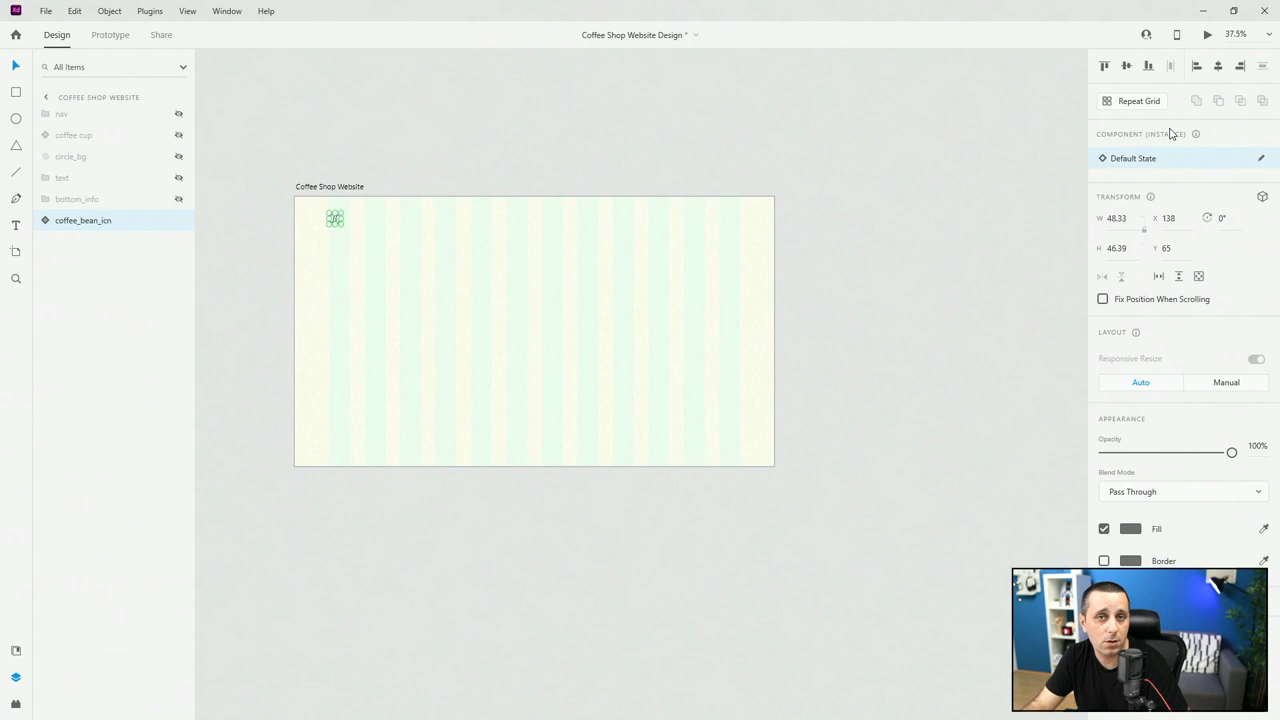 Xd File Edit Object Plugins View Window Help
Design Prototype Share
Coffee Shop Website Design *
37.5%
All Items
COFFEE SHOP WEBSITE
nav
coffee cup
circle_bg
text
bottom_info
coffee_bean_icn
T
Coffee Shop Website
Repeat Grid
COMPONENT (INSTANCE)
Default State
TRANSFORM
W 48.33 X 138 0°
H 46.39 Y 65
Fix Position When Scrolling
LAYOUT
Responsive Resize
Auto Manual
APPEARANCE
Opacity
100%
Blend Mode
Pass Through
Fill
Border